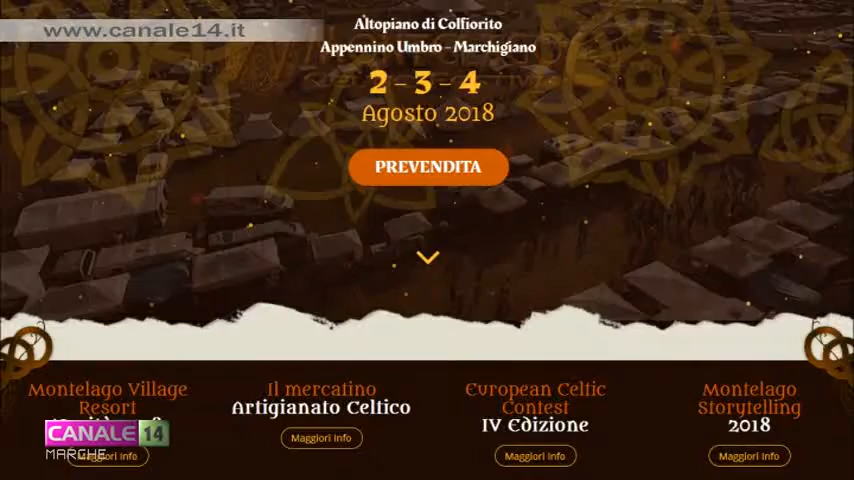 www.canale14.it
Altopiano di Colfiorito
Appennino Umbro - Marchigiano
2 - 3 - 4
Agosto 2018
PREVENDITA
Montelago Village
Resort
Maggiori Info
Il mercatino
Artigianato Celtico
Maggiori Info
European Celtic
Contest
IV Edizione
Maggiori Info
Montelago
Storytelling
2018
Maggiori Info
CANALE 14
MARCHE